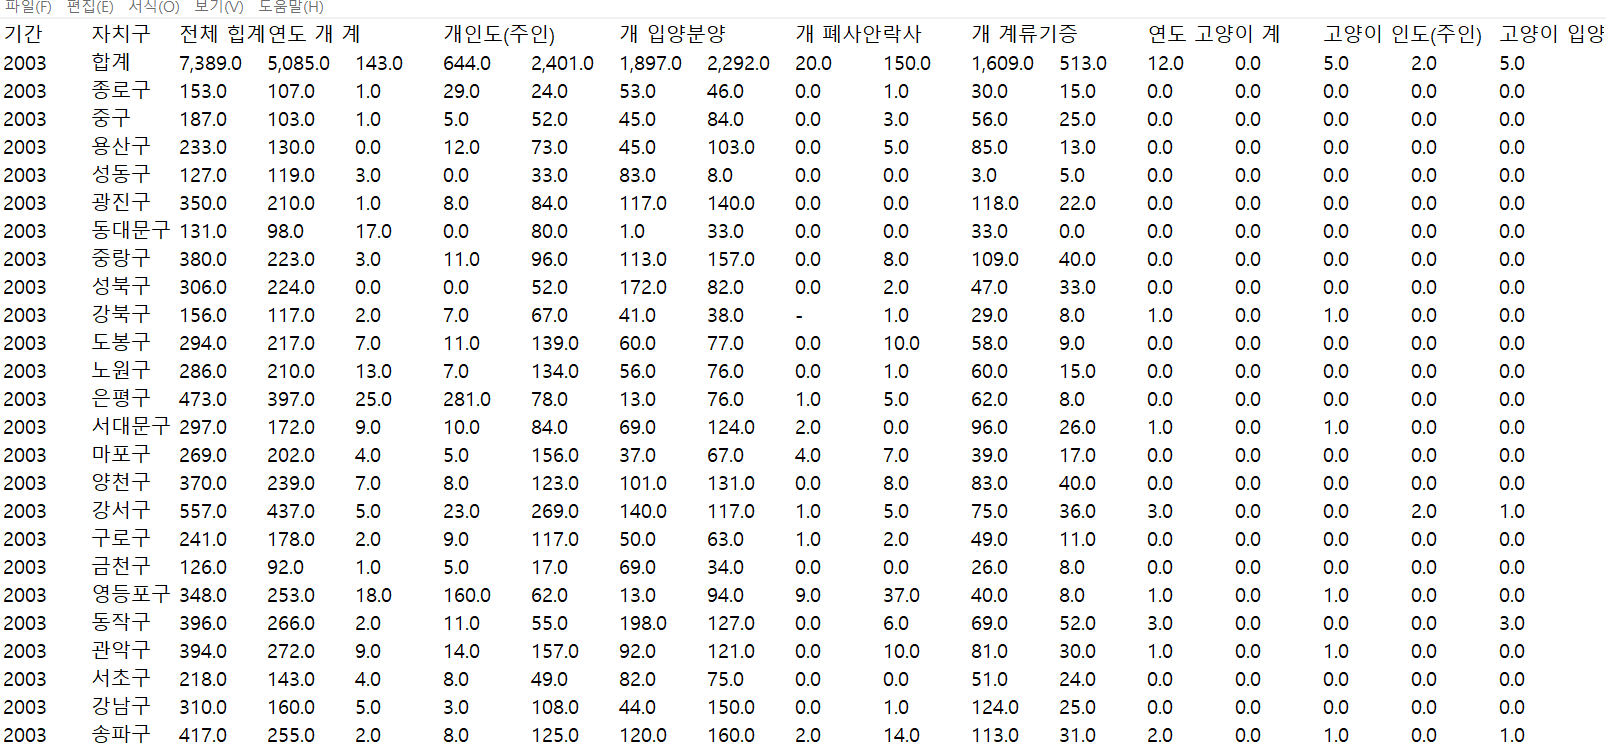 파일(F) 편집(E) 서식(O) 보기(V) 도움말(H)
기간 자치구 전체 합계연도 개 계 개인도(주인) 개 입양분양 개 폐사안락사 개 계류기증 연도 고양이 계 고양이 인도(주인) 고양이 입양
2003 합계 7,389.0 5,085.0 143.0 644.0 2,401.0 1,897.0 2,292.0 20.0 150.0 1,609.0 513.0 12.0 0.0 5.0 2.0 5.0
2003 종로구 153.0 107.0 1.0 29.0 24.0 53.0 46.0 0.0 1.0 30.0 15.0 0.0 0.0 0.0 0.0 0.0
2003 중구 187.0 103.0 1.0 5.0 52.0 45.0 84.0 0.0 3.0 56.0 25.0 0.0 0.0 0.0 0.0 0.0
2003 용산구 233.0 130.0 0.0 12.0 73.0 45.0 103.0 0.0 5.0 85.0 13.0 0.0 0.0 0.0 0.0 0.0
2003 성동구 127.0 119.0 3.0 0.0 33.0 83.0 8.0 0.0 0.0 3.0 5.0 0.0 0.0 0.0 0.0 0.0
2003 광진구 350.0 210.0 1.0 8.0 84.0 117.0 140.0 0.0 0.0 118.0 22.0 0.0 0.0 0.0 0.0 0.0
2003 동대문구 131.0 98.0 17.0 0.0 80.0 1.0 33.0 0.0 0.0 33.0 0.0 0.0 0.0 0.0 0.0 0.0
2003 중랑구 380.0 223.0 3.0 11.0 96.0 113.0 157.0 0.0 8.0 109.0 40.0 0.0 0.0 0.0 0.0 0.0
2003 성북구 306.0 224.0 0.0 0.0 52.0 172.0 82.0 0.0 2.0 47.0 33.0 0.0 0.0 0.0 0.0 0.0
2003 강북구 156.0 117.0 2.0 7.0 67.0 41.0 38.0 - 1.0 29.0 8.0 1.0 0.0 1.0 0.0 0.0
2003 도봉구 294.0 217.0 7.0 11.0 139.0 60.0 77.0 0.0 10.0 58.0 9.0 0.0 0.0 0.0 0.0 0.0
2003 노원구 286.0 210.0 13.0 7.0 134.0 56.0 76.0 0.0 1.0 60.0 15.0 0.0 0.0 0.0 0.0 0.0
2003 은평구 473.0 397.0 25.0 281.0 78.0 13.0 76.0 1.0 5.0 62.0 8.0 0.0 0.0 0.0 0.0 0.0
2003 서대문구 297.0 172.0 9.0 10.0 84.0 69.0 124.0 2.0 0.0 96.0 26.0 1.0 0.0 1.0 0.0 0.0
2003 마포구 269.0 202.0 4.0 5.0 156.0 37.0 67.0 4.0 7.0 39.0 17.0 0.0 0.0 0.0 0.0 0.0
2003 양천구 370.0 239.0 7.0 8.0 123.0 101.0 131.0 0.0 8.0 83.0 40.0 0.0 0.0 0.0 0.0 0.0
2003 강서구 557.0 437.0 5.0 23.0 269.0 140.0 117.0 1.0 5.0 75.0 36.0 3.0 0.0 0.0 2.0 1.0
2003 구로구 241.0 178.0 2.0 9.0 117.0 50.0 63.0 1.0 2.0 49.0 11.0 0.0 0.0 0.0 0.0 0.0
2003 금천구 126.0 92.0 1.0 5.0 17.0 69.0 34.0 0.0 0.0 26.0 8.0 0.0 0.0 0.0 0.0 0.0
2003 영등포구 348.0 253.0 18.0 160.0 62.0 13.0 94.0 9.0 37.0 40.0 8.0 1.0 0.0 1.0 0.0 0.0
2003 동작구 396.0 266.0 2.0 11.0 55.0 198.0 127.0 0.0 6.0 69.0 52.0 3.0 0.0 0.0 0.0 3.0
2003 관악구 394.0 272.0 9.0 14.0 157.0 92.0 121.0 0.0 10.0 81.0 30.0 1.0 0.0 1.0 0.0 0.0
2003 서초구 218.0 143.0 4.0 8.0 49.0 82.0 75.0 0.0 0.0 51.0 24.0 0.0 0.0 0.0 0.0 0.0
2003 강남구 310.0 160.0 5.0 3.0 108.0 44.0 150.0 0.0 1.0 124.0 25.0 0.0 0.0 0.0 0.0 0.0
2003 송파구 417.0 255.0 2.0 8.0 125.0 120.0 160.0 2.0 14.0 113.0 31.0 2.0 0.0 1.0 0.0 1.0